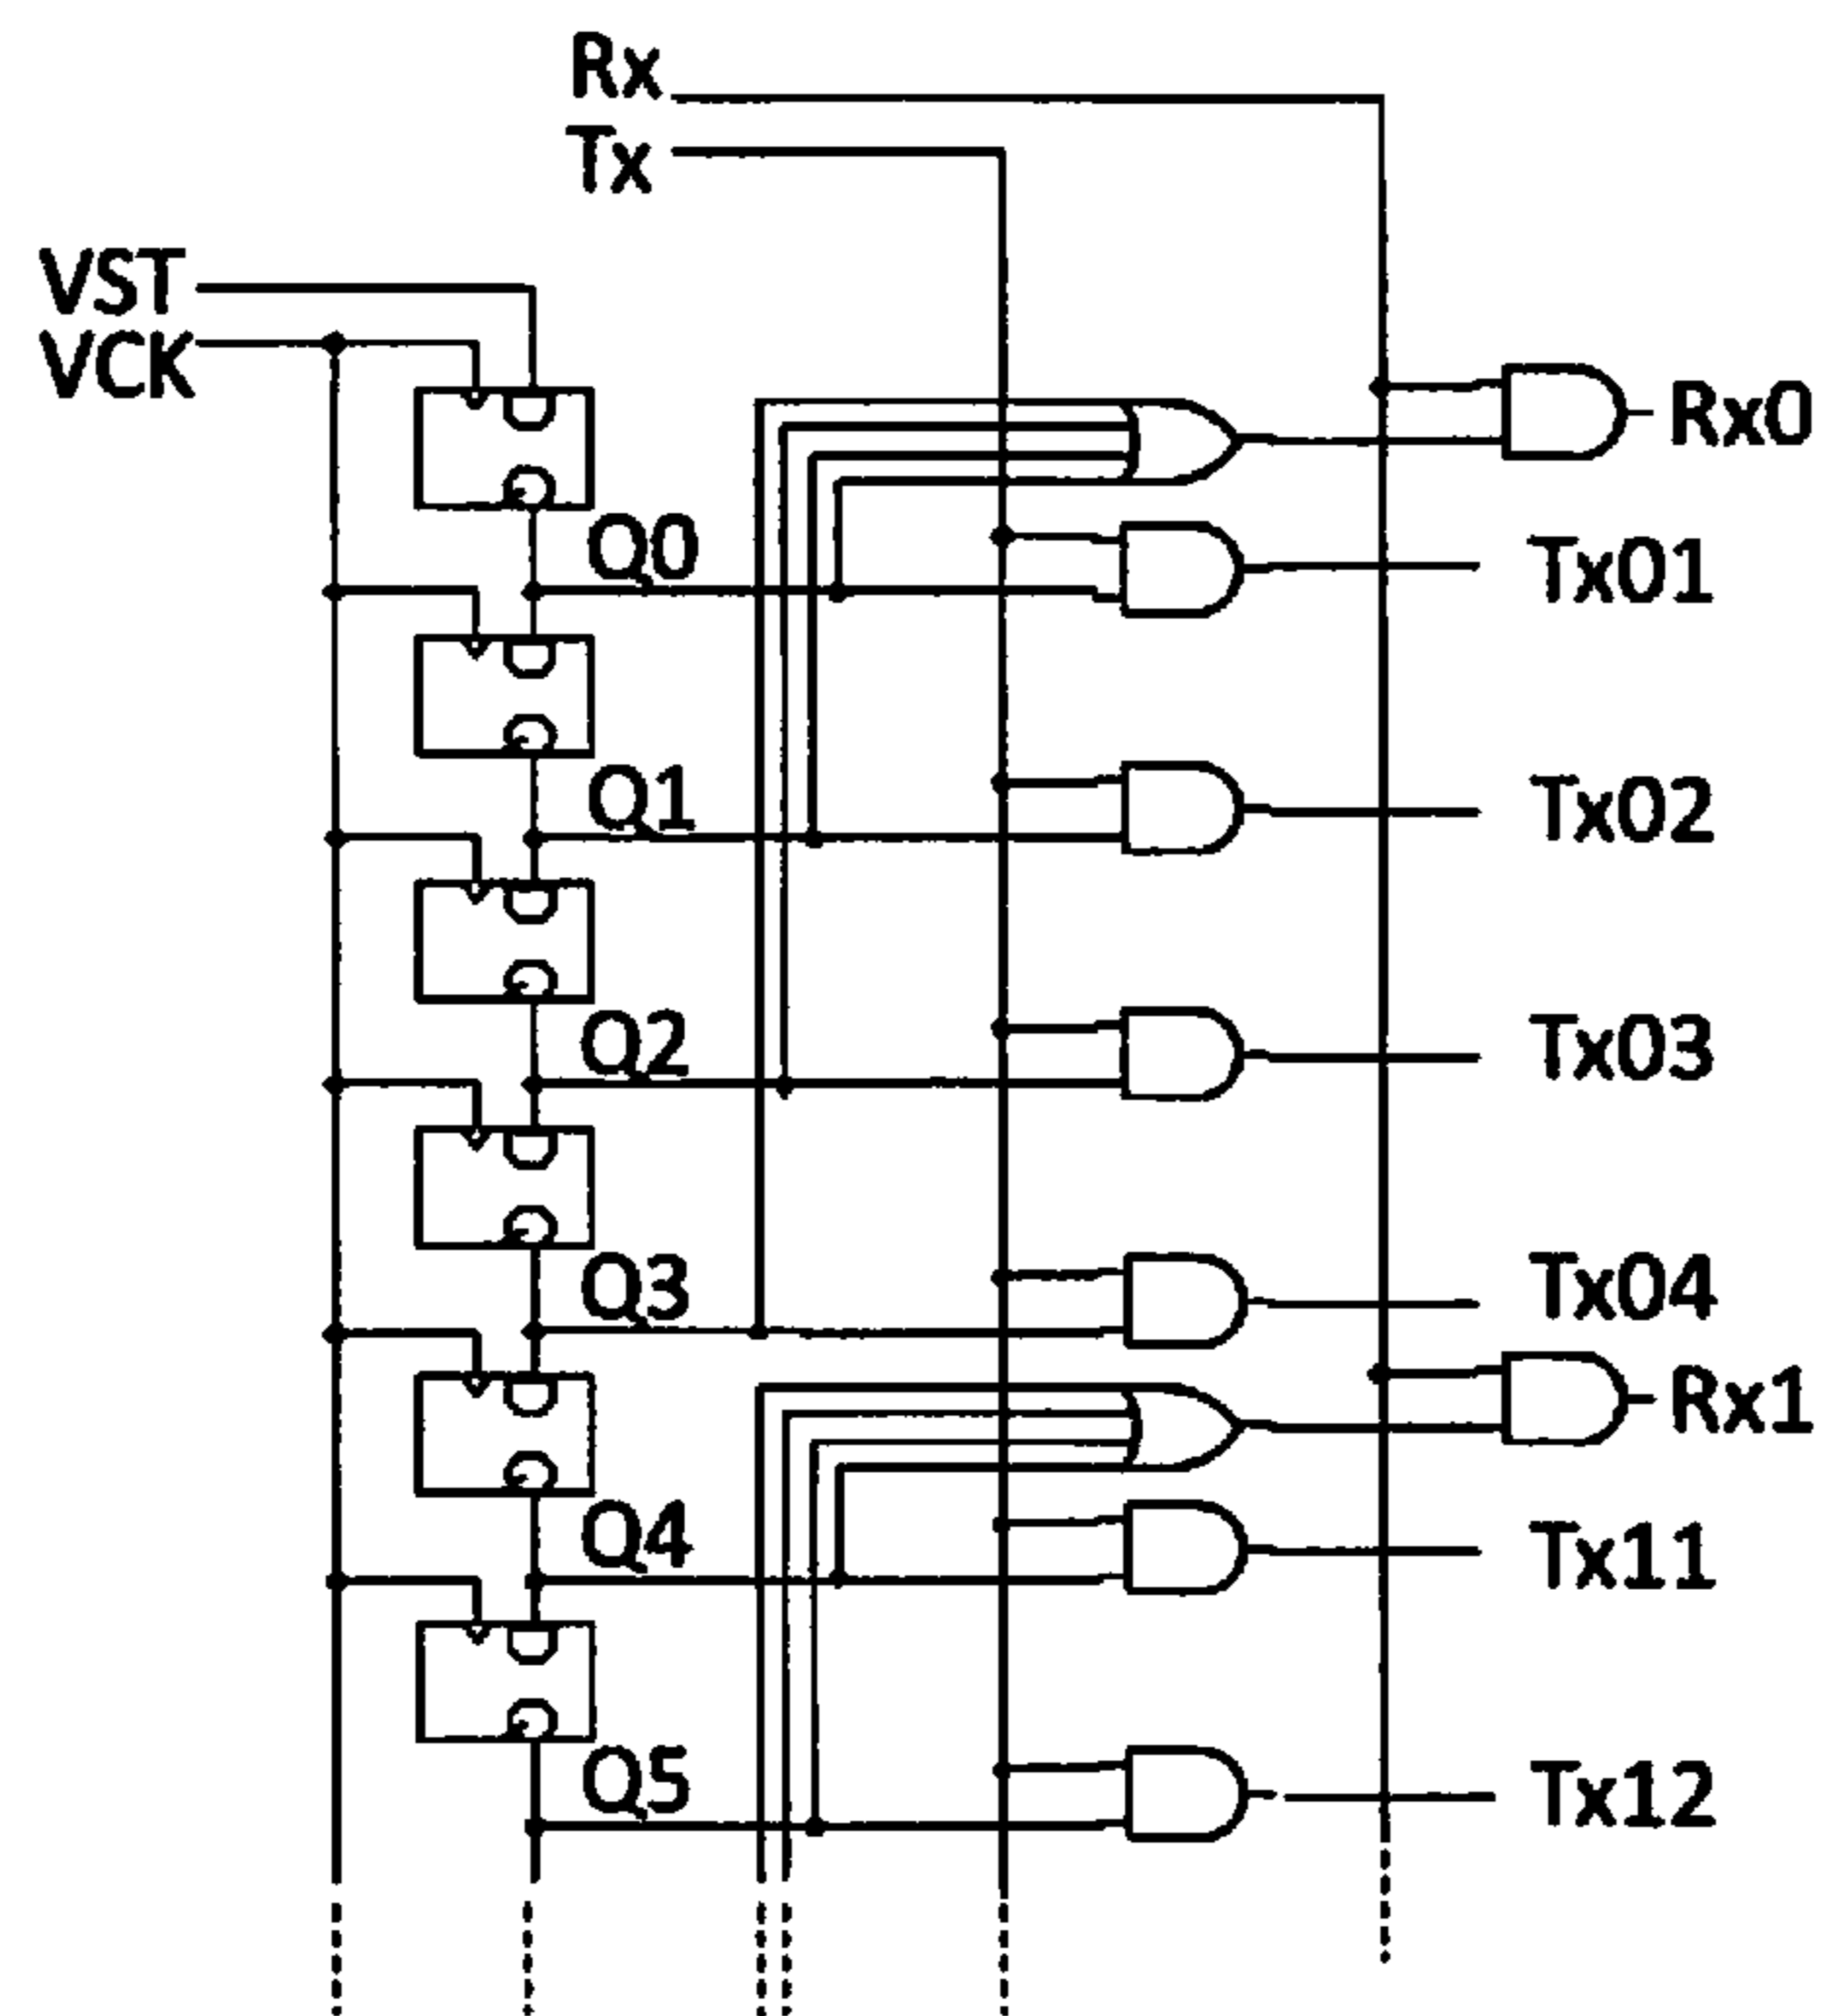 Rx
Tx
VST
VCK
Rx0
Q0
Tx01
Q1
Tx02
Q2
Tx03
Q3
Tx04
Rx1
Q4
Tx11
Q5
Tx12